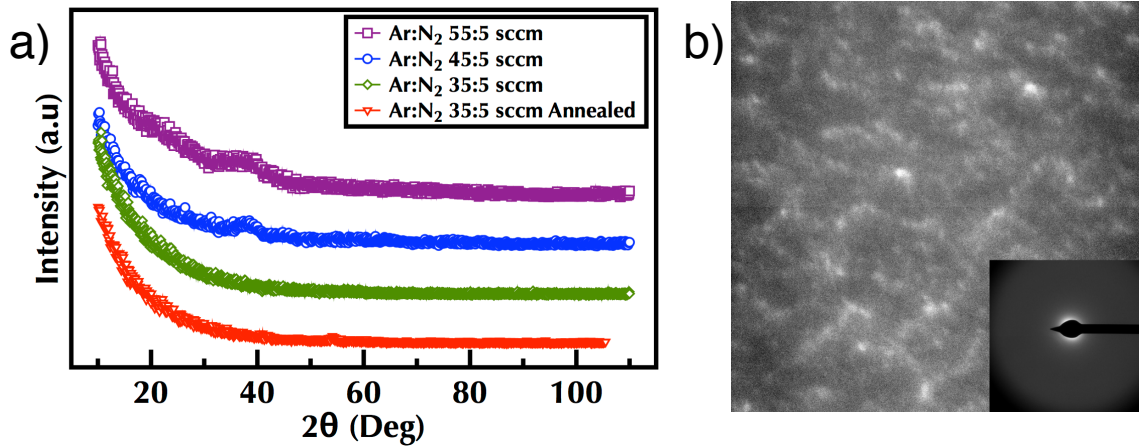 a)
Ar:N₂ 55:5 sccm
Ar:N₂ 45:5 sccm
Ar:N₂ 35:5 sccm
Ar:N₂ 35:5 sccm Annealed
Intensity (a.u)
20 40 60 80 100
2θ (Deg)
b)